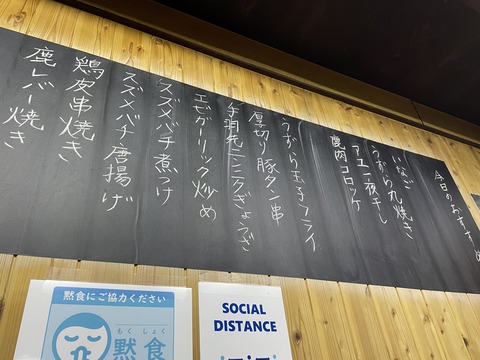 今日のおすすめ
いなご
うずら丸焼き
アユ一夜干し
鹿肉コロッケ
うずら玉子フライ
厚切り豚タン串
手羽先ニンニクぎょうざ
エゼガーリック炒め
スズメバチ煮つけ
スズメバチ唐揚げ
鶏皮串焼き
鹿レバー焼き
黙食にご協力ください
もくしょく
黙食
SOCIAL
DISTANCE